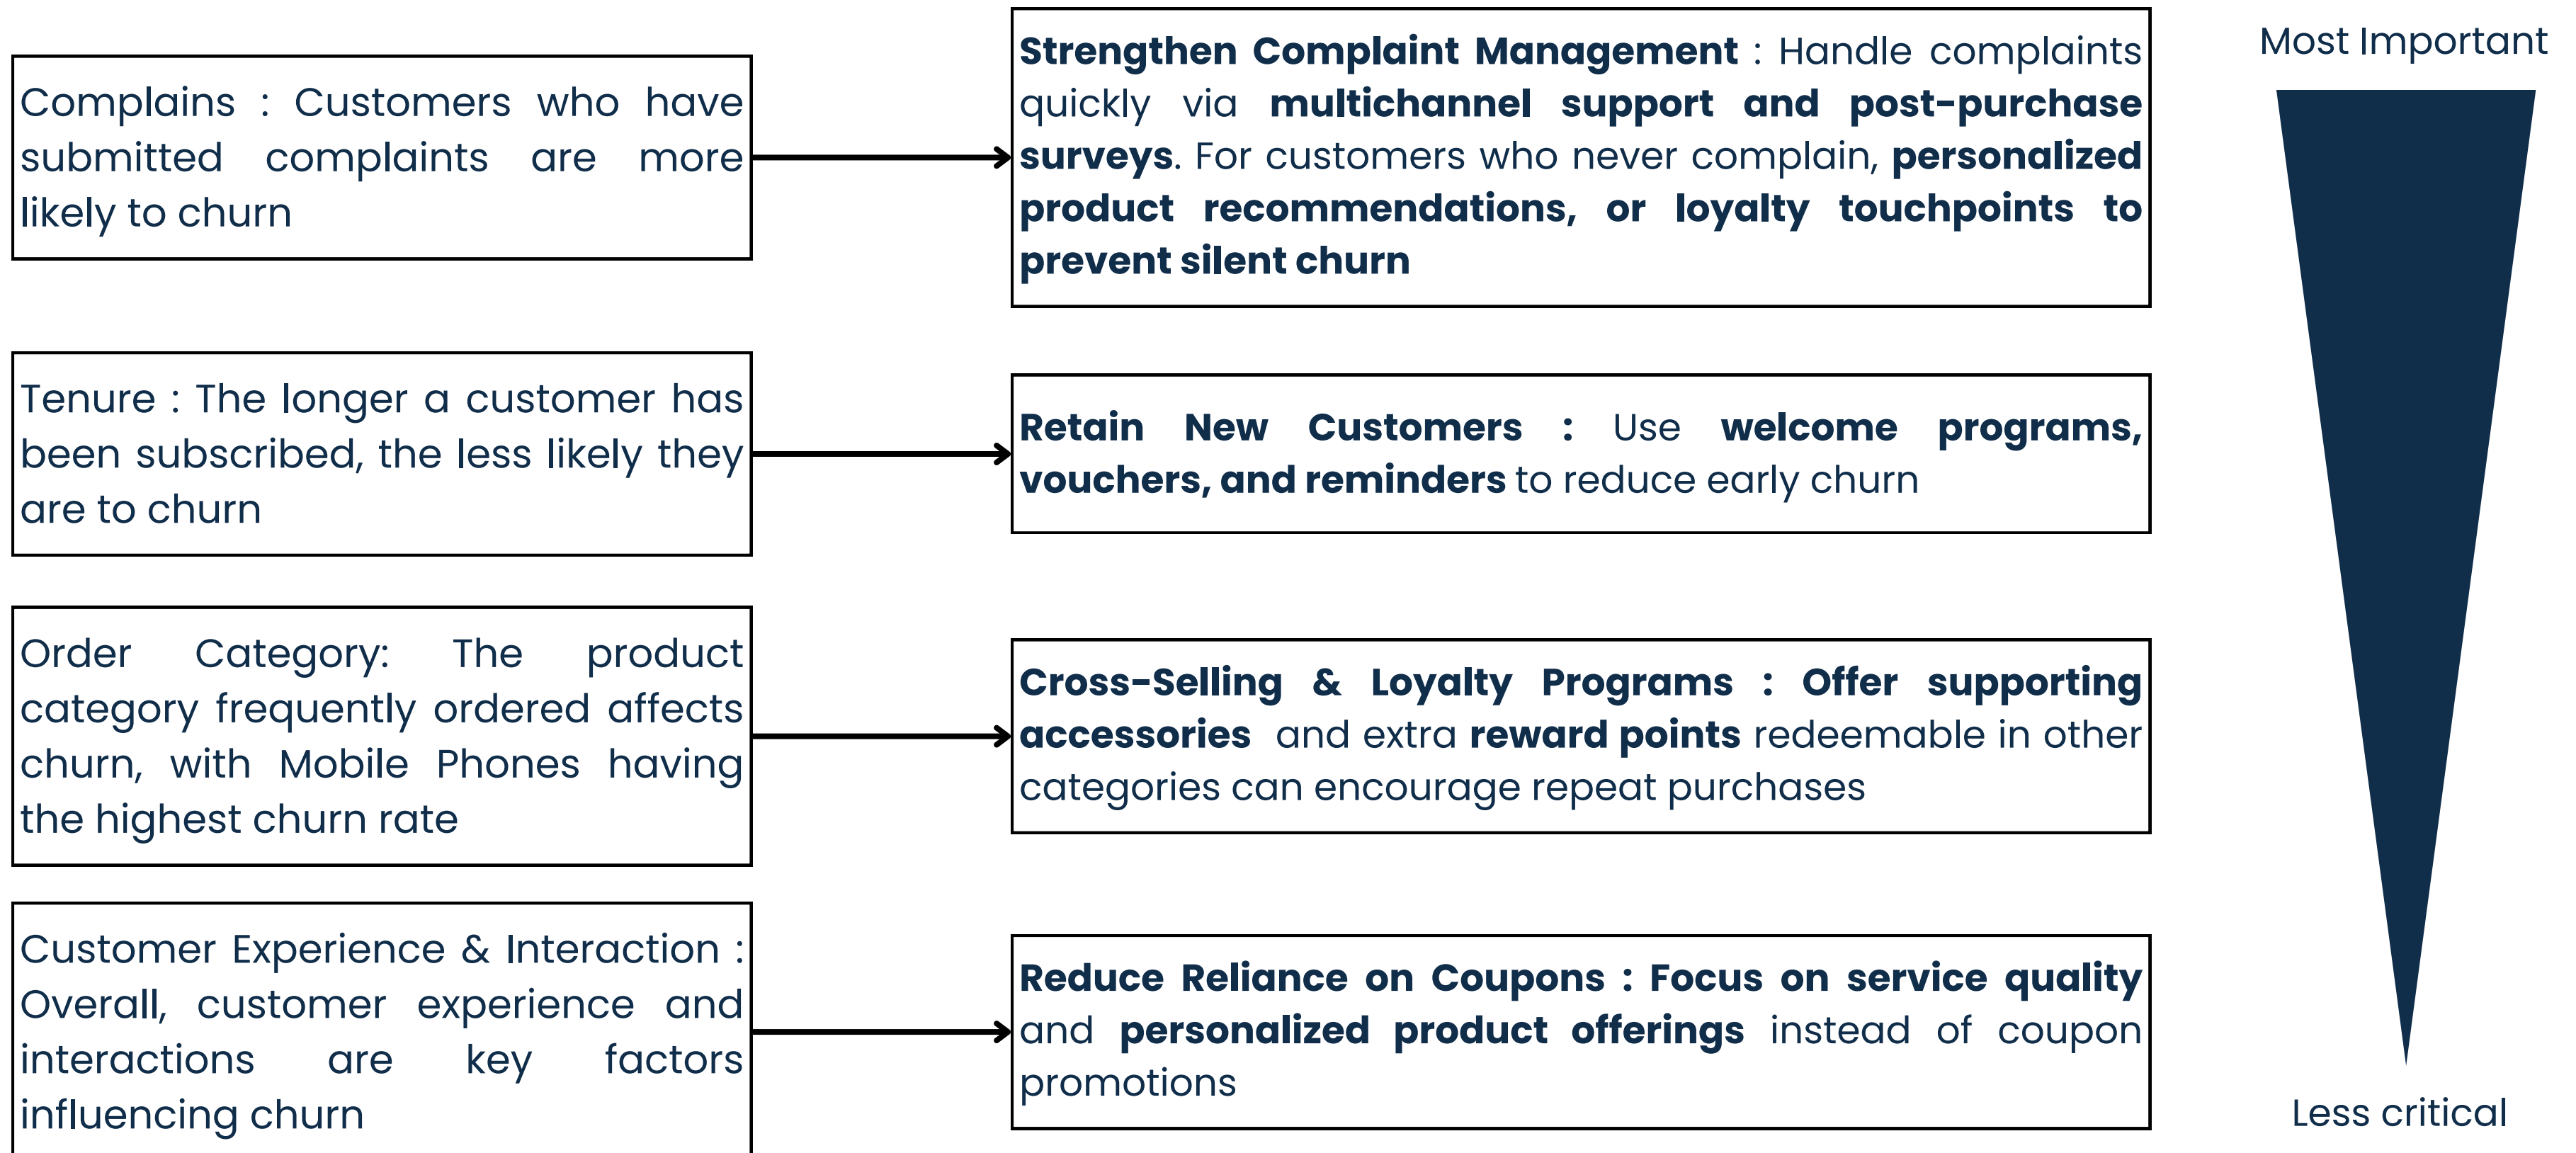 Complains : Customers who have
submitted complaints are more
likely to churn
Strengthen Complaint Management : Handle complaints
quickly via multichannel support and post-purchase
surveys. For customers who never complain, personalized
product recommendations, or loyalty touchpoints to
prevent silent churn
Most Important
Tenure : The longer a customer has
been subscribed, the less likely they
are to churn
Retain New Customers : Use welcome programs,
vouchers, and reminders to reduce early churn
Order Category: The product
category frequently ordered affects
churn, with Mobile Phones having
the highest churn rate
Cross-Selling & Loyalty Programs : Offer supporting
accessories and extra reward points redeemable in other
categories can encourage repeat purchases
Customer Experience & Interaction :
Overall, customer experience and
interactions are key factors
influencing churn
Reduce Reliance on Coupons : Focus on service quality
and personalized product offerings instead of coupon
promotions
Less critical